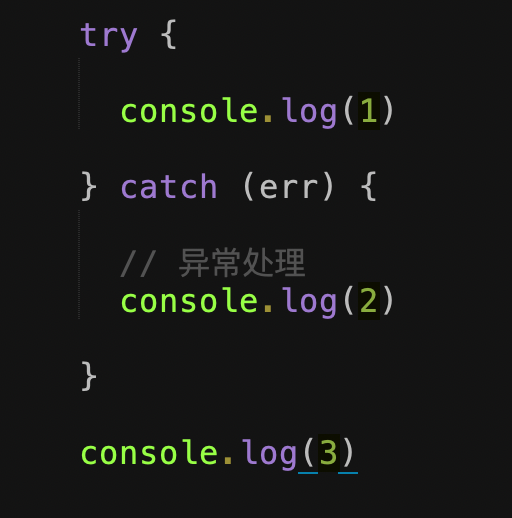 try {
console.log(1)
} catch (err) {
// 异常处理
console.log(2)
}
console.log(3)